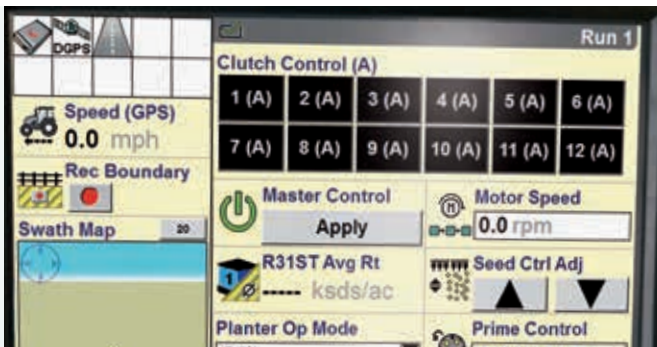 DGPS
Run 1
Clutch Control (A)
1 (A) 2 (A) 3 (A) 4 (A) 5 (A) 6 (A)
7 (A) 8 (A) 9 (A) 10 (A) 11 (A) 12 (A)
Speed (GPS)
0.0 mph
Rec Boundary
Swath Map 20
Master Control
Apply
Motor Speed
M
0.0 rpm
R31ST Avg Rt
1 Ø ----- ksds/ac
Seed Ctrl Adj
Planter Op Mode
Prime Control